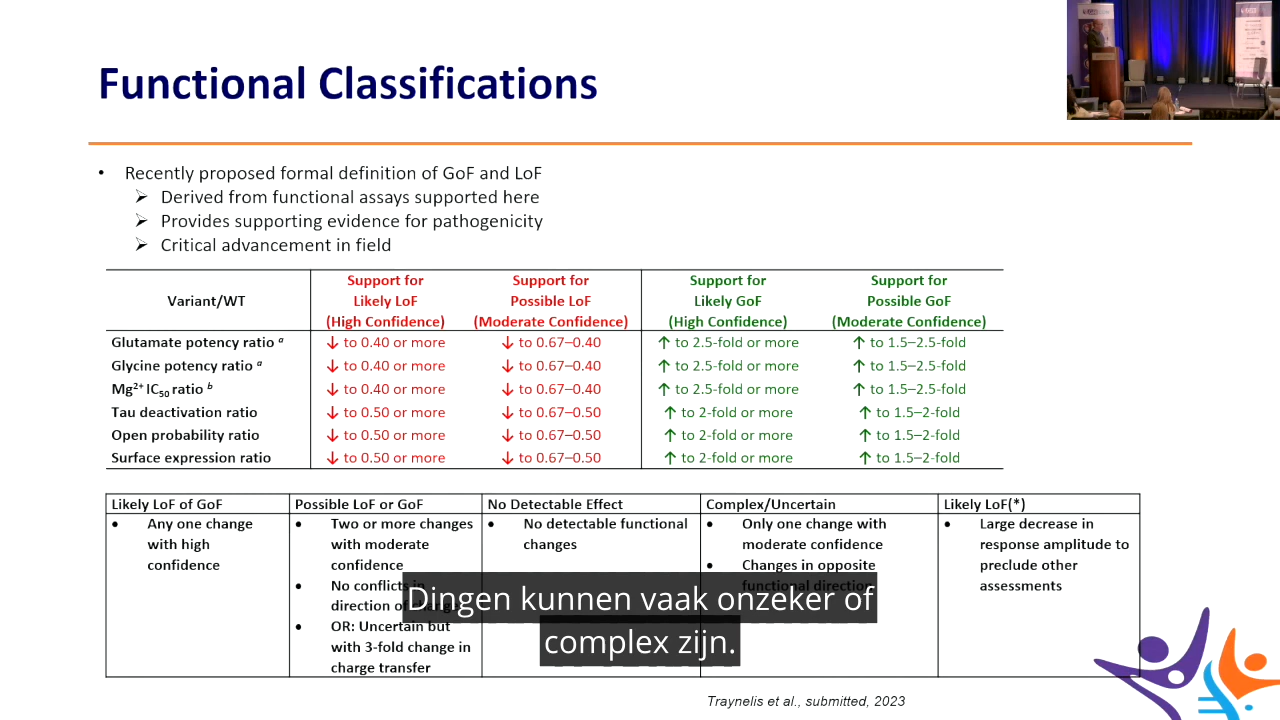 Functional Classifications
• Recently proposed formal definition of GoF and LoF
➢ Derived from functional assays supported here
➢ Provides supporting evidence for pathogenicity
➢ Critical advancement in field
Variant/WT | Support for Likely LoF (High Confidence) | Support for Possible LoF (Moderate Confidence) | Support for Likely GoF (High Confidence) | Support for Possible GoF (Moderate Confidence)
Glutamate potency ratio ᵃ | ↓ to 0.40 or more | ↓ to 0.67–0.40 | ↑ to 2.5-fold or more | ↑ to 1.5–2.5-fold
Glycine potency ratio ᵃ | ↓ to 0.40 or more | ↓ to 0.67–0.40 | ↑ to 2.5-fold or more | ↑ to 1.5–2.5-fold
Mg²⁺ IC₅₀ ratio ᵇ | ↓ to 0.40 or more | ↓ to 0.67–0.40 | ↑ to 2.5-fold or more | ↑ to 1.5–2.5-fold
Tau deactivation ratio | ↓ to 0.50 or more | ↓ to 0.67–0.50 | ↑ to 2-fold or more | ↑ to 1.5–2-fold
Open probability ratio | ↓ to 0.50 or more | ↓ to 0.67–0.50 | ↑ to 2-fold or more | ↑ to 1.5–2-fold
Surface expression ratio | ↓ to 0.50 or more | ↓ to 0.67–0.50 | ↑ to 2-fold or more | ↑ to 1.5–2-fold
Likely LoF of GoF
• Any one change
with high
confidence
Possible LoF or GoF
• Two or more changes
with moderate
confidence
• No conflicts in
direction of change
• OR: Uncertain but
with 3-fold change in
charge transfer
No Detectable Effect
• No detectable functional
changes
Complex/Uncertain
• Only one change with
moderate confidence
• Changes in opposite
functional direction
Likely LoF(*)
• Large decrease in
response amplitude to
preclude other
assessments
Dingen kunnen vaak onzeker of
complex zijn.
Traynelis et al., submitted, 2023